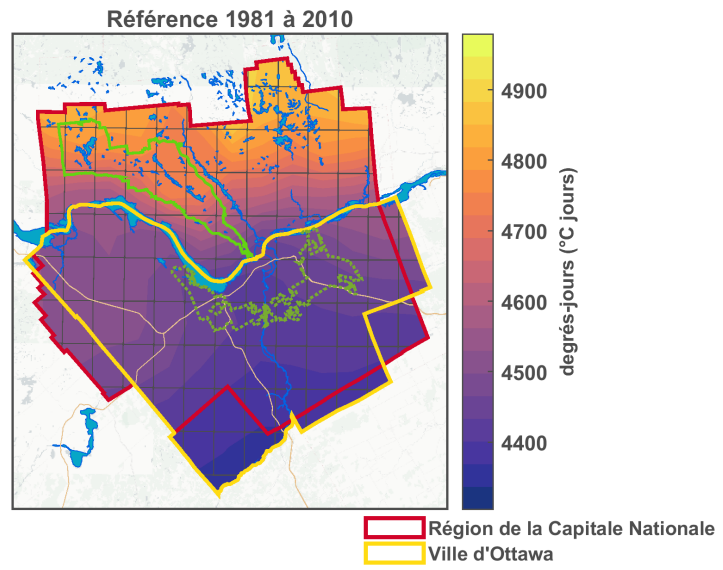 Référence 1981 à 2010
4900
4800
4700
4600
4500
4400
degrés-jours (°C jours)
Région de la Capitale Nationale
Ville d'Ottawa